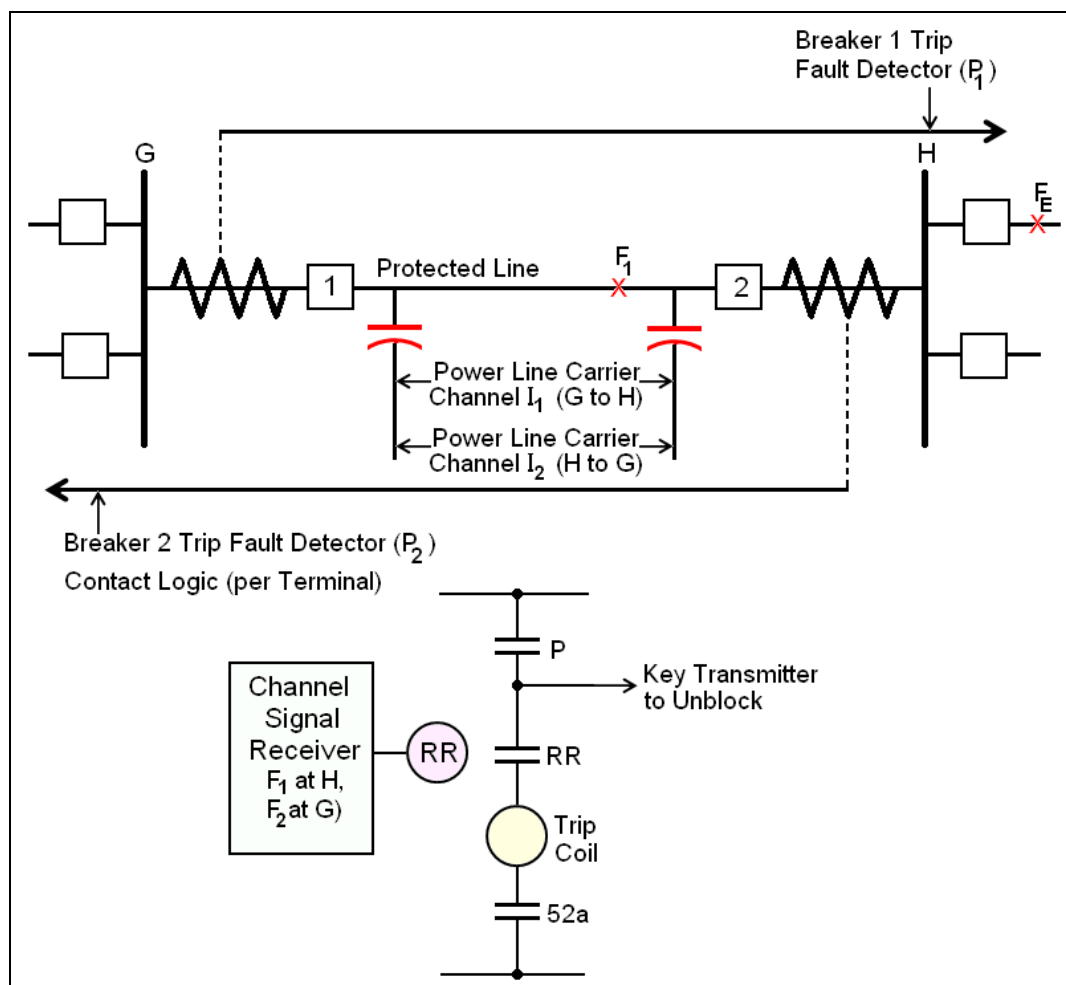 Breaker 1 Trip
Fault Detector (P1)
G
H
FE
1
Protected Line
F1
2
Power Line Carrier
Channel I1 (G to H)
Power Line Carrier
Channel I2 (H to G)
Breaker 2 Trip Fault Detector (P2)
Contact Logic (per Terminal)
P
Key Transmitter
to Unblock
Channel
Signal
Receiver
F1 at H,
F2 at G)
RR
RR
Trip
Coil
52a